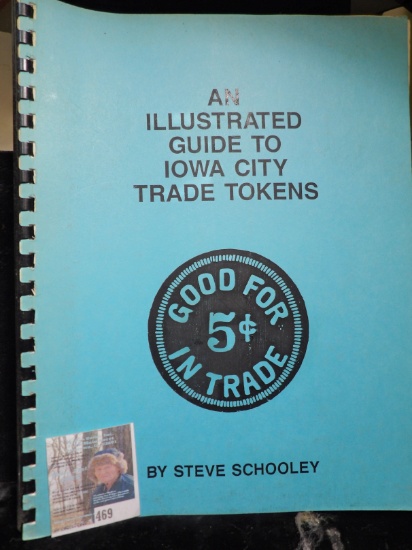 AN
ILLUSTRATED
GUIDE TO
IOWA CITY
TRADE TOKENS
GOOD FOR
5¢
IN TRADE
BY STEVE SCHOOLEY
469